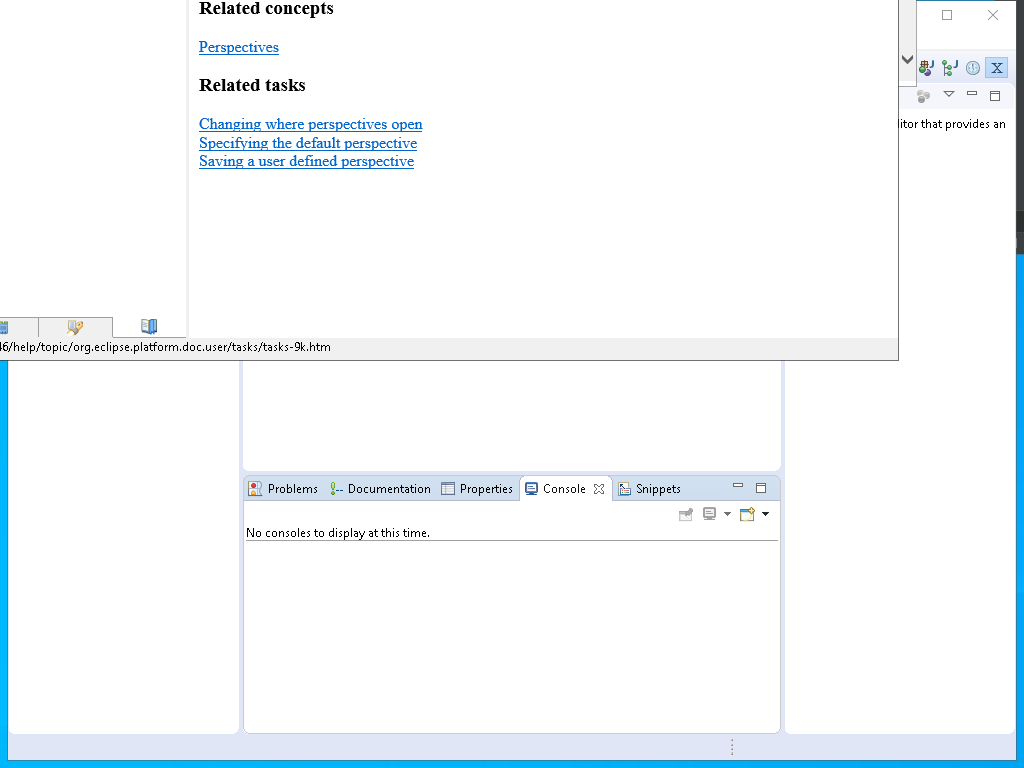 Related concepts
Perspectives
Related tasks
Changing where perspectives open
Specifying the default perspective
Saving a user defined perspective
itor that provides an
46/help/topic/org.eclipse.platform.doc.user/tasks/tasks-9k.htm
Problems Documentation Properties Console Snippets
No consoles to display at this time.